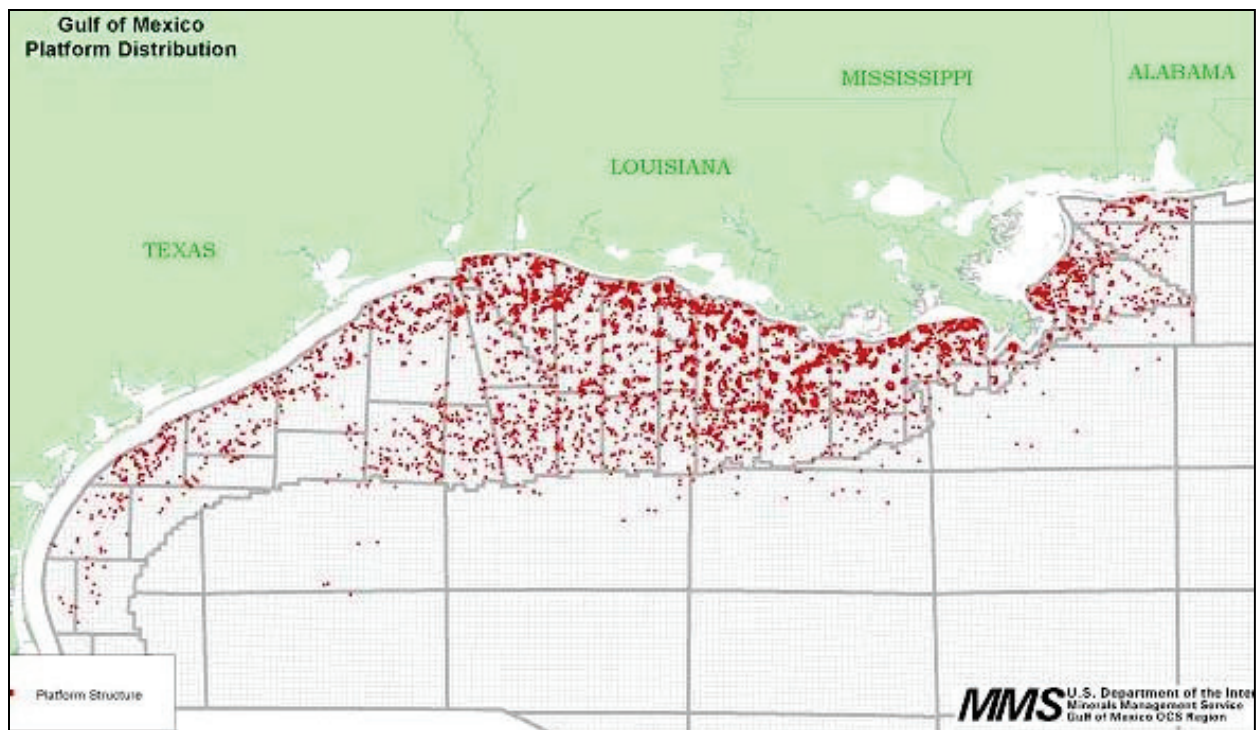 Gulf of Mexico
Platform Distribution
MISSISSIPPI
ALABAMA
LOUISIANA
TEXAS
Platform Structure
MMS
U.S. Department of the Inte
Minerals Management Service
Gulf of Mexico OCS Region